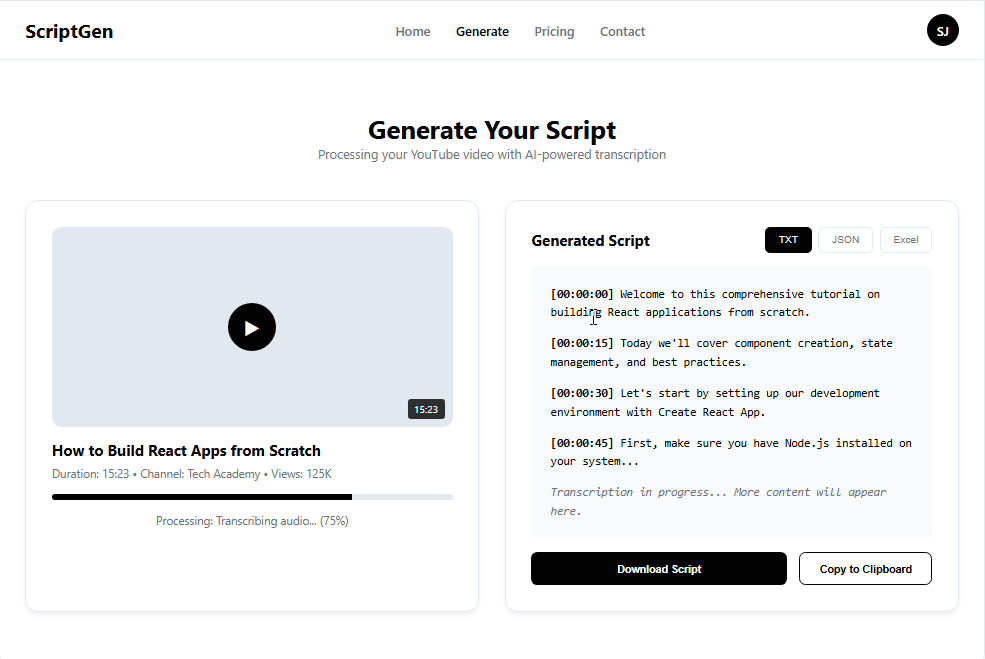 ScriptGen
Home
Generate
Pricing
Contact
SJ
Generate Your Script
Processing your YouTube video with AI-powered transcription
15:23
How to Build React Apps from Scratch
Duration: 15:23 • Channel: Tech Academy • Views: 125K
Processing: Transcribing audio... (75%)
Generated Script
TXT
JSON
Excel
[00:00:00] Welcome to this comprehensive tutorial on
building React applications from scratch.
[00:00:15] Today we'll cover component creation, state
management, and best practices.
[00:00:30] Let's start by setting up our development
environment with Create React App.
[00:00:45] First, make sure you have Node.js installed on
your system...
Transcription in progress... More content will appear
here.
Download Script
Copy to Clipboard